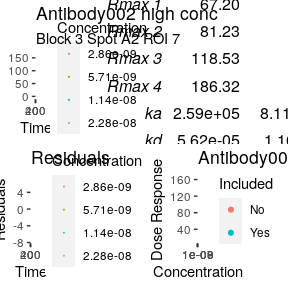 Rmax 1 67.20
Antibody002 high conc
Concentration
Rmax 2 81.23
Block 3 Spot A2 ROI 7
2.86e-09
Rmax 3 118.53
5.71e-09
Rmax 4 186.32
1.14e-08
ka 2.59e+05 8.11
2.28e-08
kd 5.62e+05
150
100
50
0
Time
Residuals
Concentration
2.86e-09
5.71e-09
1.14e-08
2.28e-08
Residuals
4
0
-4
-8
Time
Antibody00
Dose Response
160
120
80
40
Included
No
Yes
Concentration